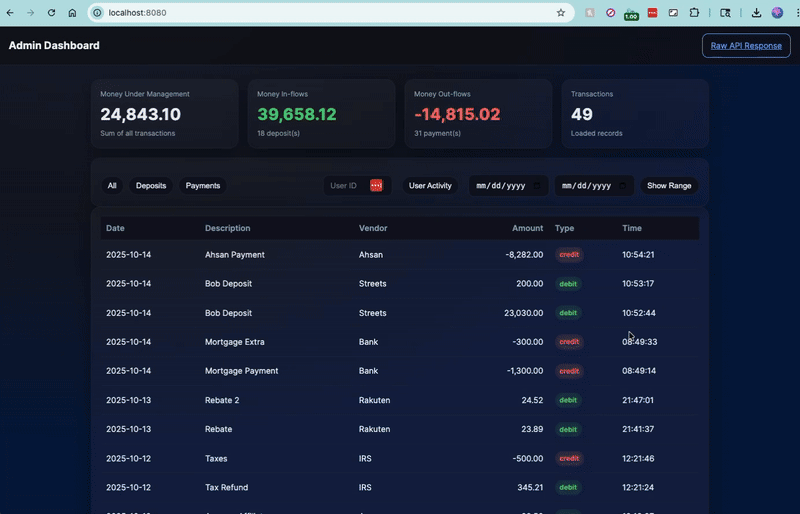 localhost:8080
1.00
Admin Dashboard
Raw API Response
Money Under Management
24,843.10
Sum of all transactions
Money In-flows
39,658.12
18 deposit(s)
Money Out-flows
-14,815.02
31 payment(s)
Transactions
49
Loaded records
All Deposits Payments User ID User Activity mm/dd/yyyy mm/dd/yyyy Show Range
Date Description Vendor Amount Type Time
2025-10-14 Ahsan Payment Ahsan -8,282.00 credit 10:54:21
2025-10-14 Bob Deposit Streets 200.00 debit 10:53:17
2025-10-14 Bob Deposit Streets 23,030.00 debit 10:52:44
2025-10-14 Mortgage Extra Bank -300.00 credit 08:49:33
2025-10-14 Mortgage Payment Bank -1,300.00 credit 08:49:14
2025-10-13 Rebate 2 Rakuten 24.52 debit 21:47:01
2025-10-13 Rebate Rakuten 23.89 debit 21:41:37
2025-10-12 Taxes IRS -500.00 credit 12:21:46
2025-10-12 Tax Refund IRS 345.21 debit 12:21:24